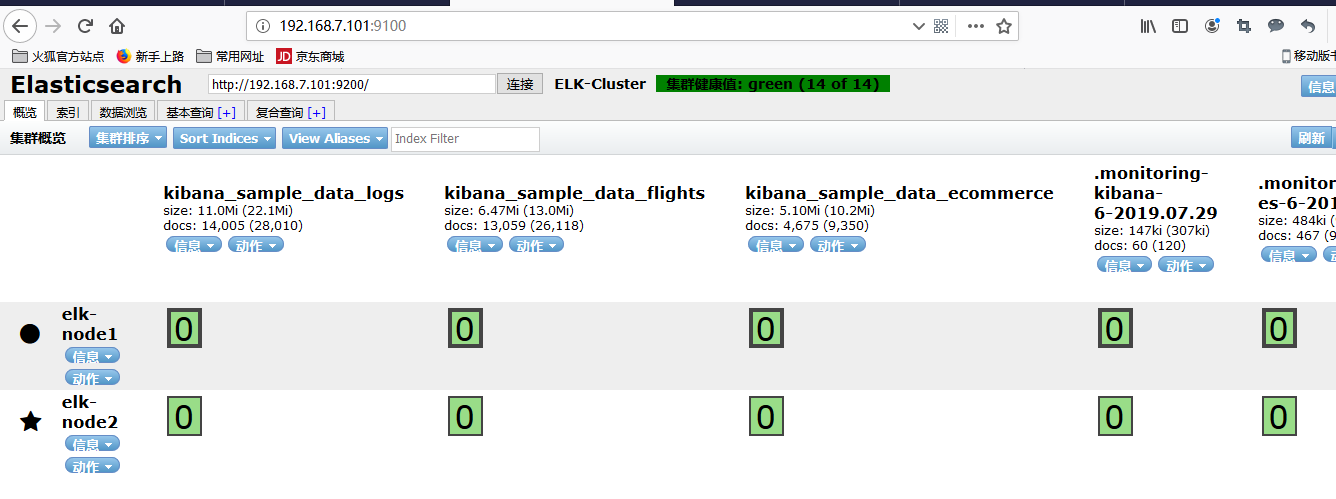 192.168.7.101:9100
火狐官方站点 新手上路 常用网址 JD 京东商城 移动版书
Elasticsearch http://192.168.7.101:9200/ 连接 ELK-Cluster 集群健康值: green (14 of 14) 信息
概览 索引 数据浏览 基本查询 [+] 复合查询 [+]
集群概览 集群排序 Sort Indices View Aliases Index Filter 刷新
kibana_sample_data_logs
size: 11.0Mi (22.1Mi)
docs: 14,005 (28,010)
信息 动作
kibana_sample_data_flights
size: 6.47Mi (13.0Mi)
docs: 13,059 (26,118)
信息 动作
kibana_sample_data_ecommerce
size: 5.10Mi (10.2Mi)
docs: 4,675 (9,350)
信息 动作
.monitoring-
kibana-
6-2019.07.29
size: 147ki (307ki)
docs: 60 (120)
信息 动作
.monitor
es-6-201
size: 484ki (
docs: 467 (9
信息 动
elk-
node1
信息
动作
0 0 0 0 0
elk-
node2
信息
动作
0 0 0 0 0